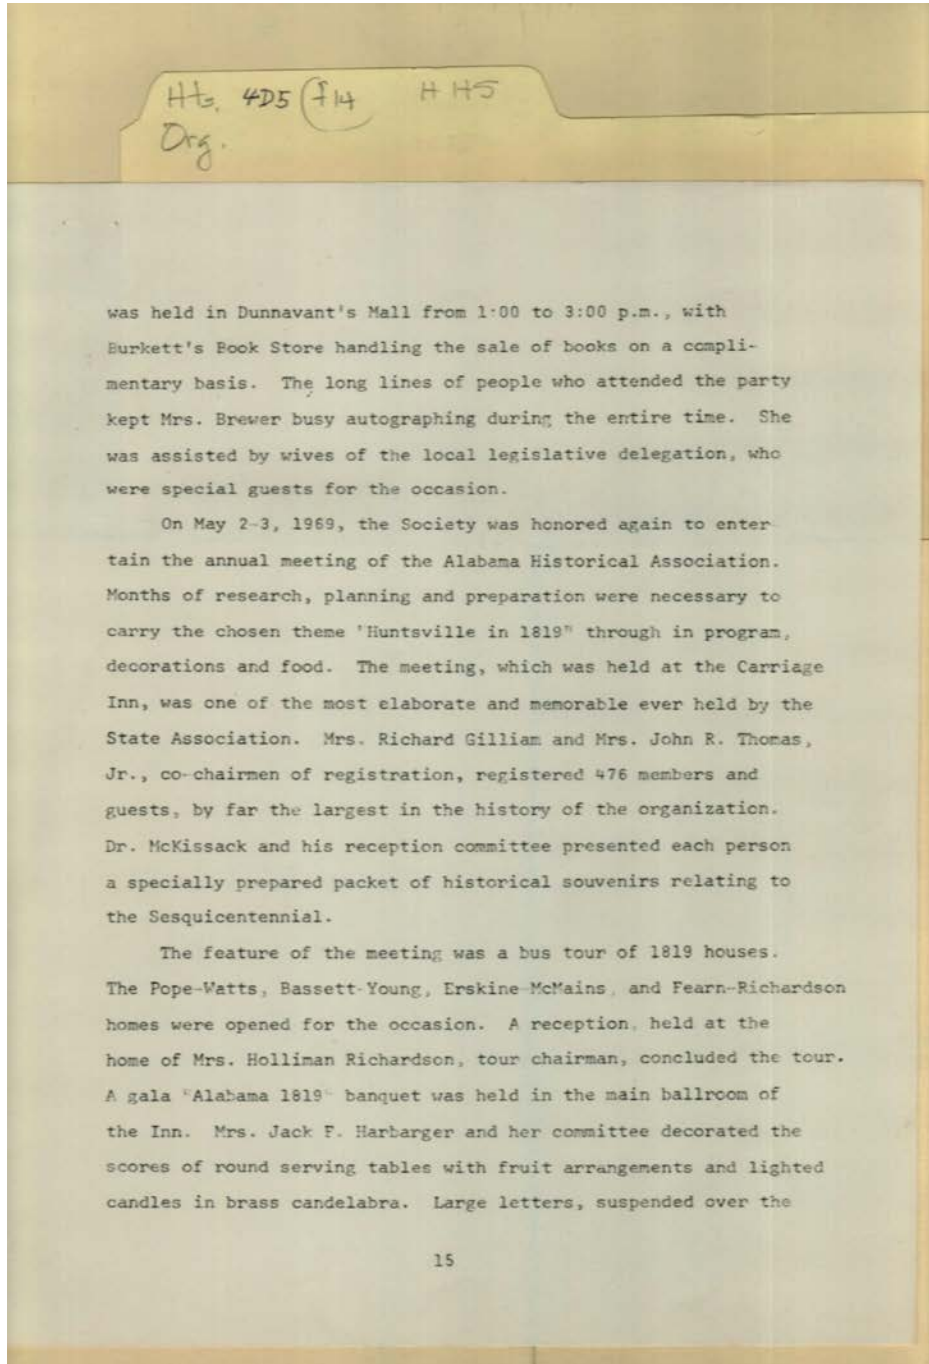 Hts. 4D5 (f14 H H5
Org.
was held in Dunnavant's Mall from 1:00 to 3:00 p.m., with
Burkett's Book Store handling the sale of books on a compli-
mentary basis. The long lines of people who attended the party
kept Mrs. Brewer busy autographing during the entire time. She
was assisted by wives of the local legislative delegation, who
were special guests for the occasion.
On May 2-3, 1969, the Society was honored again to enter-
tain the annual meeting of the Alabama Historical Association.
Months of research, planning and preparation were necessary to
carry the chosen theme "Huntsville in 1819" through in program,
decorations and food. The meeting, which was held at the Carriage
Inn, was one of the most elaborate and memorable ever held by the
State Association. Mrs. Richard Gilliam and Mrs. John R. Thomas,
Jr., co-chairmen of registration, registered 476 members and
guests, by far the largest in the history of the organization.
Dr. McKissack and his reception committee presented each person
a specially prepared packet of historical souvenirs relating to
the Sesquicentennial.
The feature of the meeting was a bus tour of 1819 houses.
The Pope-Watts, Bassett-Young, Erskine-McMains, and Fearn-Richardson
homes were opened for the occasion. A reception, held at the
home of Mrs. Holliman Richardson, tour chairman, concluded the tour.
A gala "Alabama 1819" banquet was held in the main ballroom of
the Inn. Mrs. Jack F. Harbarger and her committee decorated the
scores of round serving tables with fruit arrangements and lighted
candles in brass candelabra. Large letters, suspended over the
15